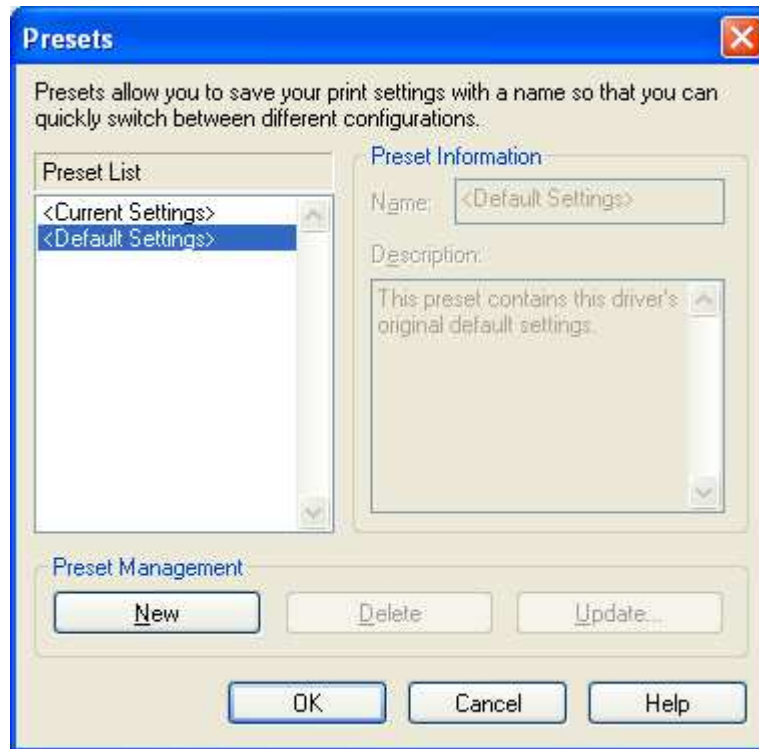 Presets
Presets allow you to save your print settings with a name so that you can
quickly switch between different configurations.
Preset List
<Current Settings>
<Default Settings>
Preset Information
Name: <Default Settings>
Description:
This preset contains this driver's
original default settings.
Preset Management
New Delete Update...
OK Cancel Help